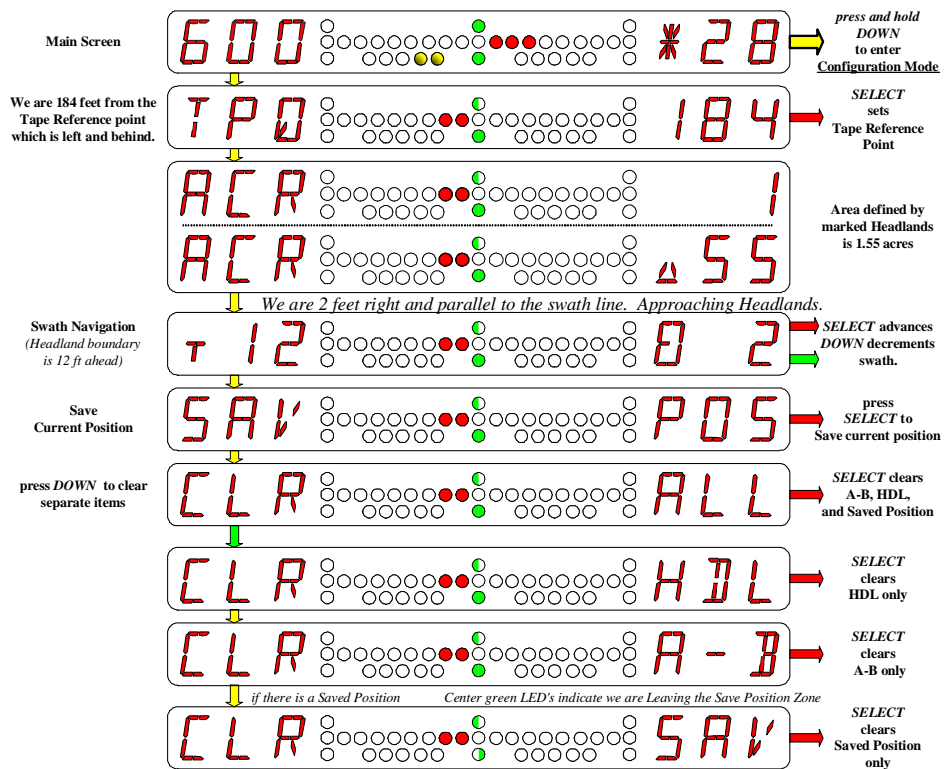 Main Screen
600
*28
press and hold
DOWN
to enter
Configuration Mode
We are 184 feet from the
Tape Reference point
which is left and behind.
184
SELECT
sets
Tape Reference
Point
ACR
1
ACR
55
Area defined by
marked Headlands
is 1.55 acres
We are 2 feet right and parallel to the swath line. Approaching Headlands.
Swath Navigation
(Headland boundary
is 12 ft ahead)
12
2
SELECT advances
DOWN decrements
swath.
Save
Current Position
SAV
POS
press
SELECT to
Save current position
press DOWN to clear
separate items
CLR
ALL
SELECT clears
A-B, HDL,
and Saved Position
CLR
HDL
SELECT
clears
HDL only
CLR
A-B
SELECT
clears
A-B only
if there is a Saved Position
Center green LED's indicate we are Leaving the Save Position Zone
CLR
SAV
SELECT
clears
Saved Position
only